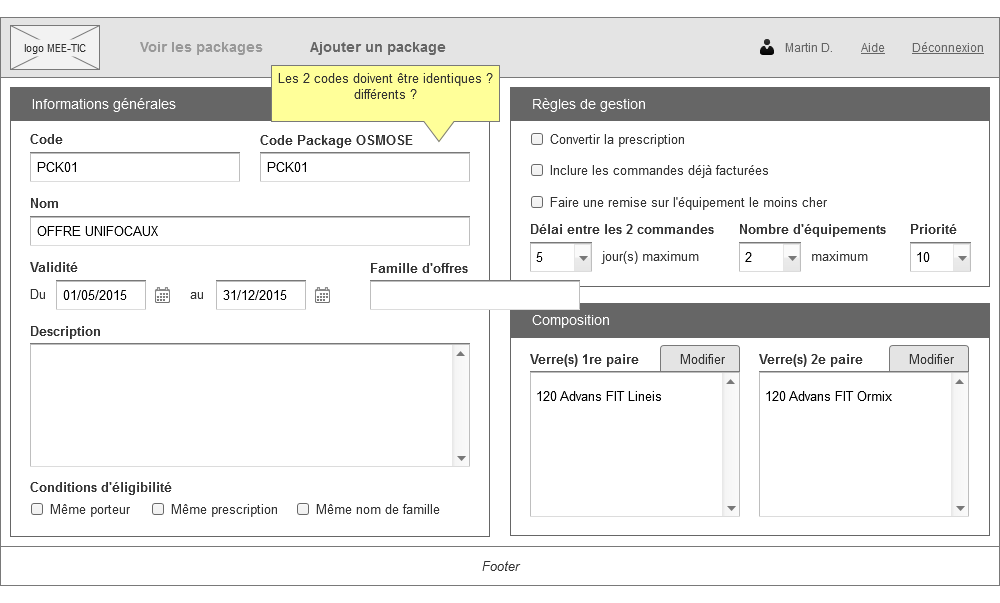 logo MEE-TIC
Voir les packages
Ajouter un package
Martin D.
Aide
Déconnexion
Les 2 codes doivent être identiques ?
différents ?
Informations générales
Code
Code Package OSMOSE
PCK01
PCK01
Nom
OFFRE UNIFOCAUX
Validité
Famille d'offres
Du
01/05/2015
au
31/12/2015
Description
Conditions d'éligibilité
Même porteur
Même prescription
Même nom de famille
Règles de gestion
Convertir la prescription
Inclure les commandes déjà facturées
Faire une remise sur l'équipement le moins cher
Délai entre les 2 commandes
Nombre d'équipements
Priorité
5
jour(s) maximum
2
maximum
10
Composition
Verre(s) 1re paire
Modifier
Verre(s) 2e paire
Modifier
120 Advans FIT Lineis
120 Advans FIT Ormix
Footer